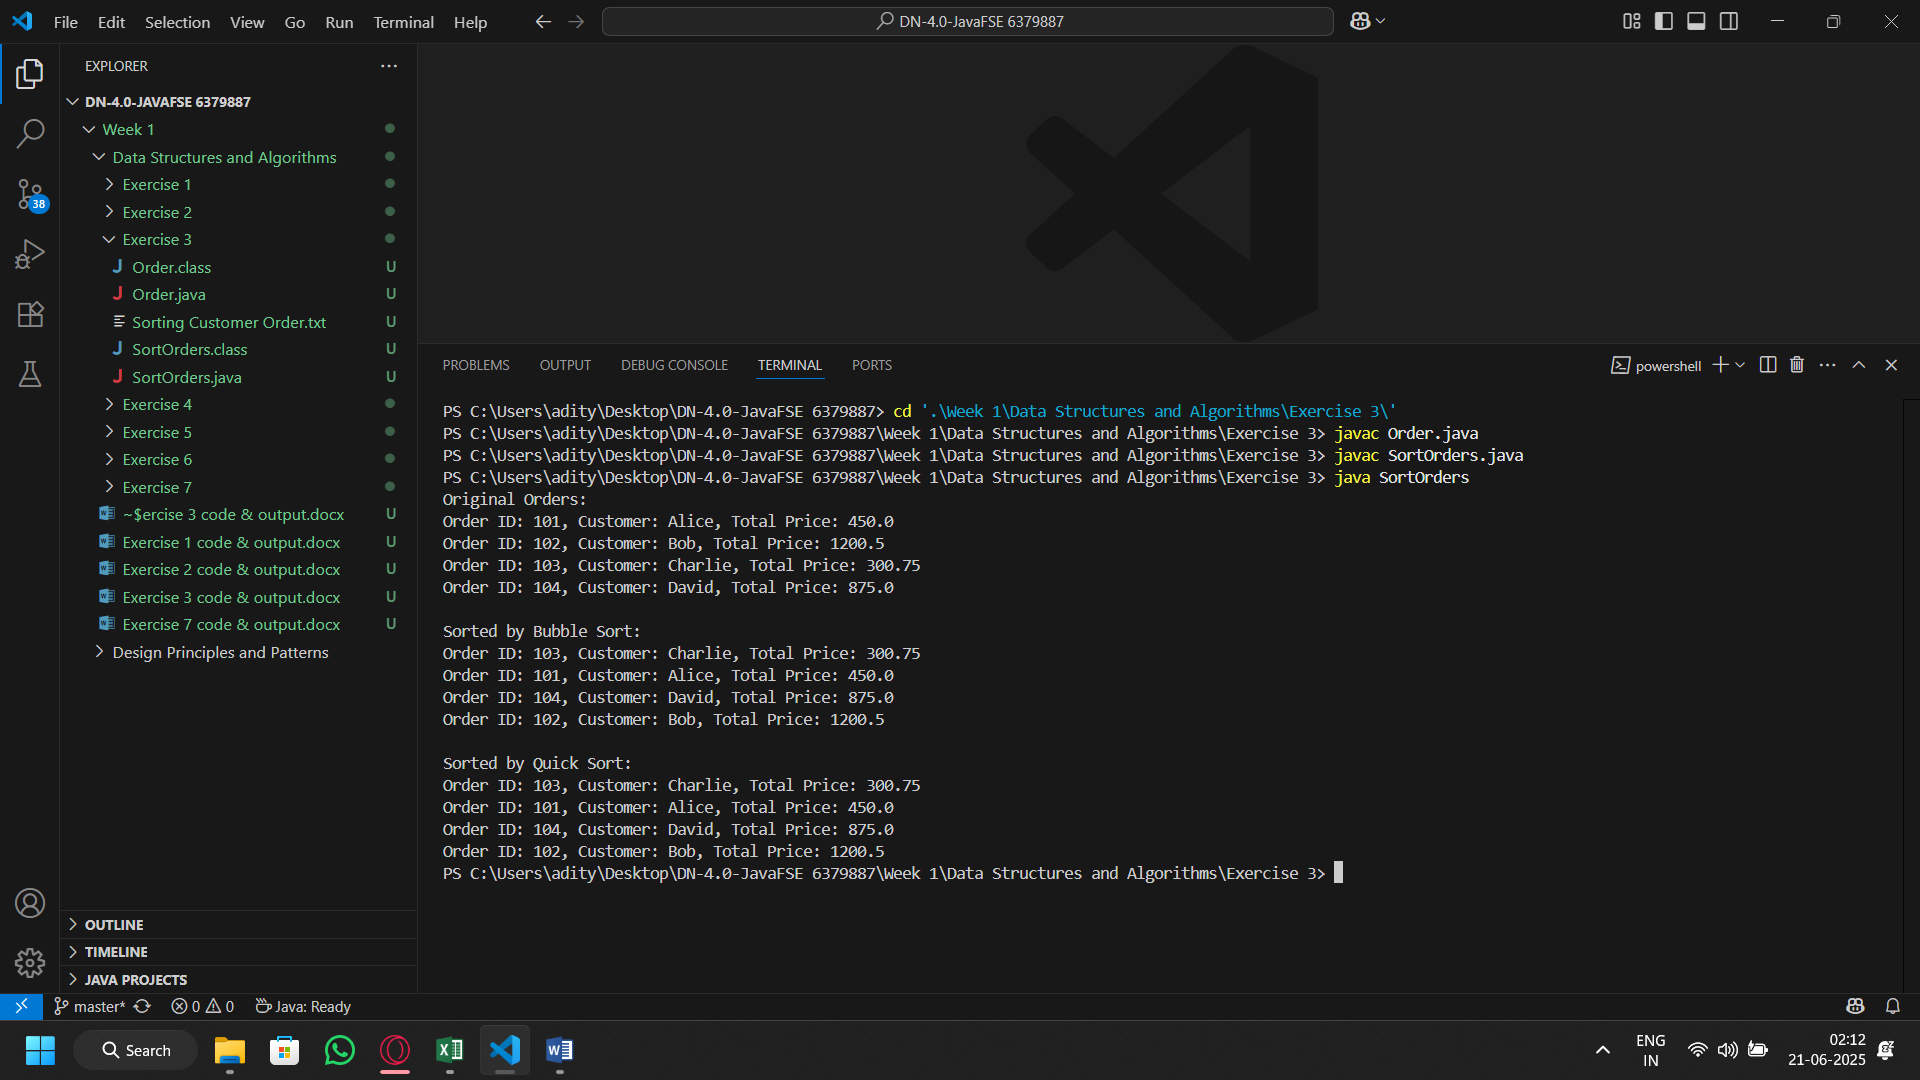 File Edit Selection View Go Run Terminal Help
DN-4.0-JavaFSE 6379887
EXPLORER
DN-4.0-JAVAFSE 6379887
Week 1
Data Structures and Algorithms
Exercise 1
Exercise 2
Exercise 3
Order.class U
Order.java U
Sorting Customer Order.txt U
SortOrders.class U
SortOrders.java U
Exercise 4
Exercise 5
Exercise 6
Exercise 7
~$ercise 3 code & output.docx U
Exercise 1 code & output.docx U
Exercise 2 code & output.docx U
Exercise 3 code & output.docx U
Exercise 7 code & output.docx U
Design Principles and Patterns
38
OUTLINE
TIMELINE
JAVA PROJECTS
PROBLEMS OUTPUT DEBUG CONSOLE TERMINAL PORTS
powershell
PS C:\Users\adity\Desktop\DN-4.0-JavaFSE 6379887> cd '.\Week 1\Data Structures and Algorithms\Exercise 3\'
PS C:\Users\adity\Desktop\DN-4.0-JavaFSE 6379887\Week 1\Data Structures and Algorithms\Exercise 3> javac Order.java
PS C:\Users\adity\Desktop\DN-4.0-JavaFSE 6379887\Week 1\Data Structures and Algorithms\Exercise 3> javac SortOrders.java
PS C:\Users\adity\Desktop\DN-4.0-JavaFSE 6379887\Week 1\Data Structures and Algorithms\Exercise 3> java SortOrders
Original Orders:
Order ID: 101, Customer: Alice, Total Price: 450.0
Order ID: 102, Customer: Bob, Total Price: 1200.5
Order ID: 103, Customer: Charlie, Total Price: 300.75
Order ID: 104, Customer: David, Total Price: 875.0
Sorted by Bubble Sort:
Order ID: 103, Customer: Charlie, Total Price: 300.75
Order ID: 101, Customer: Alice, Total Price: 450.0
Order ID: 104, Customer: David, Total Price: 875.0
Order ID: 102, Customer: Bob, Total Price: 1200.5
Sorted by Quick Sort:
Order ID: 103, Customer: Charlie, Total Price: 300.75
Order ID: 101, Customer: Alice, Total Price: 450.0
Order ID: 104, Customer: David, Total Price: 875.0
Order ID: 102, Customer: Bob, Total Price: 1200.5
PS C:\Users\adity\Desktop\DN-4.0-JavaFSE 6379887\Week 1\Data Structures and Algorithms\Exercise 3>
master* 0 0 Java: Ready
Search
ENG
IN
02:12
21-06-2025